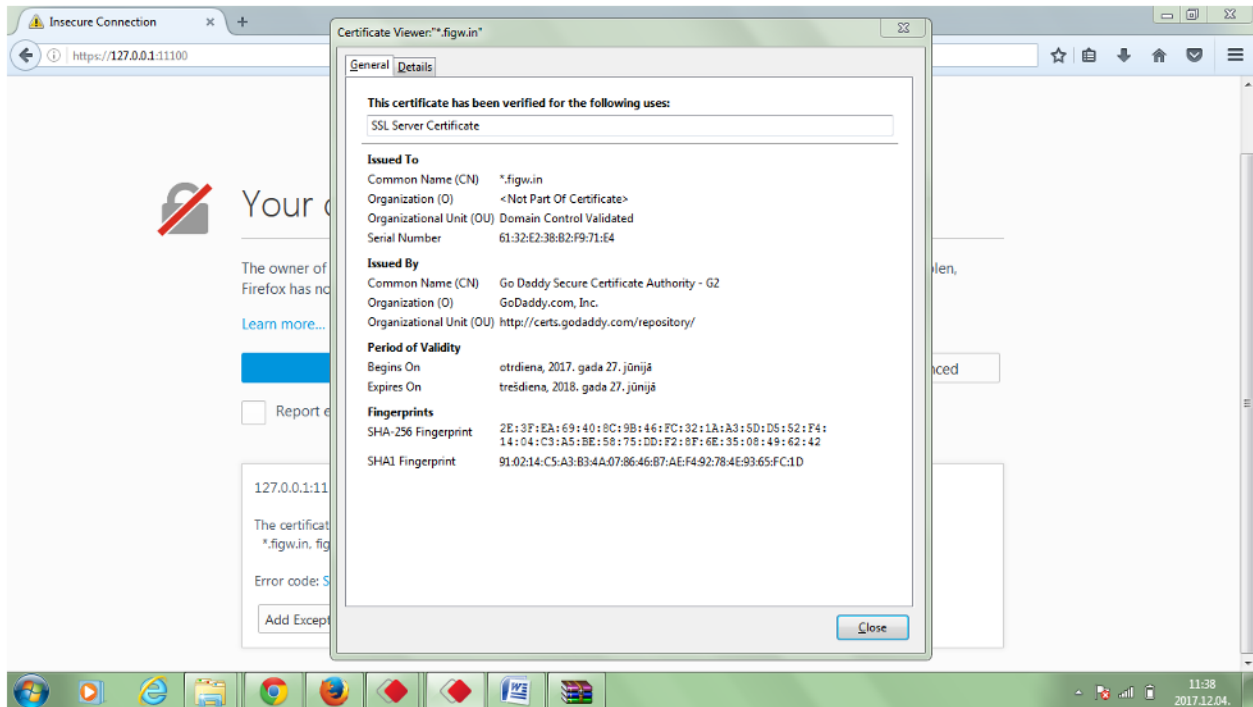 Insecure Connection
Certificate Viewer:"*.figw.in"
https://127.0.0.1:11100
General Details
This certificate has been verified for the following uses:
SSL Server Certificate
Issued To
Common Name (CN) *.figw.in
Organization (O) <Not Part Of Certificate>
Organizational Unit (OU) Domain Control Validated
Serial Number 61:32:E2:38:B2:F9:71:E4
Issued By
Common Name (CN) Go Daddy Secure Certificate Authority - G2
Organization (O) GoDaddy.com, Inc.
Organizational Unit (OU) http://certs.godaddy.com/repository/
Period of Validity
Begins On otrdiena, 2017. gada 27. jūnijā
Expires On trešdiena, 2018. gada 27. jūnijā
Fingerprints
SHA-256 Fingerprint 2E:3F:EA:69:40:8C:9B:46:FC:32:1A:A3:5D:D5:52:F4:
14:04:C3:A5:BE:58:75:DD:F2:8F:6E:35:08:49:62:42
SHA1 Fingerprint 91:02:14:C5:A3:B3:4A:07:86:46:B7:AE:F4:92:78:4E:93:65:FC:1D
Close
Your
The owner of
Firefox has
Learn more...
Report
127.0.0.1:11
The
*.figw.in,
Error code:
Add
11:38
2017.12.04.